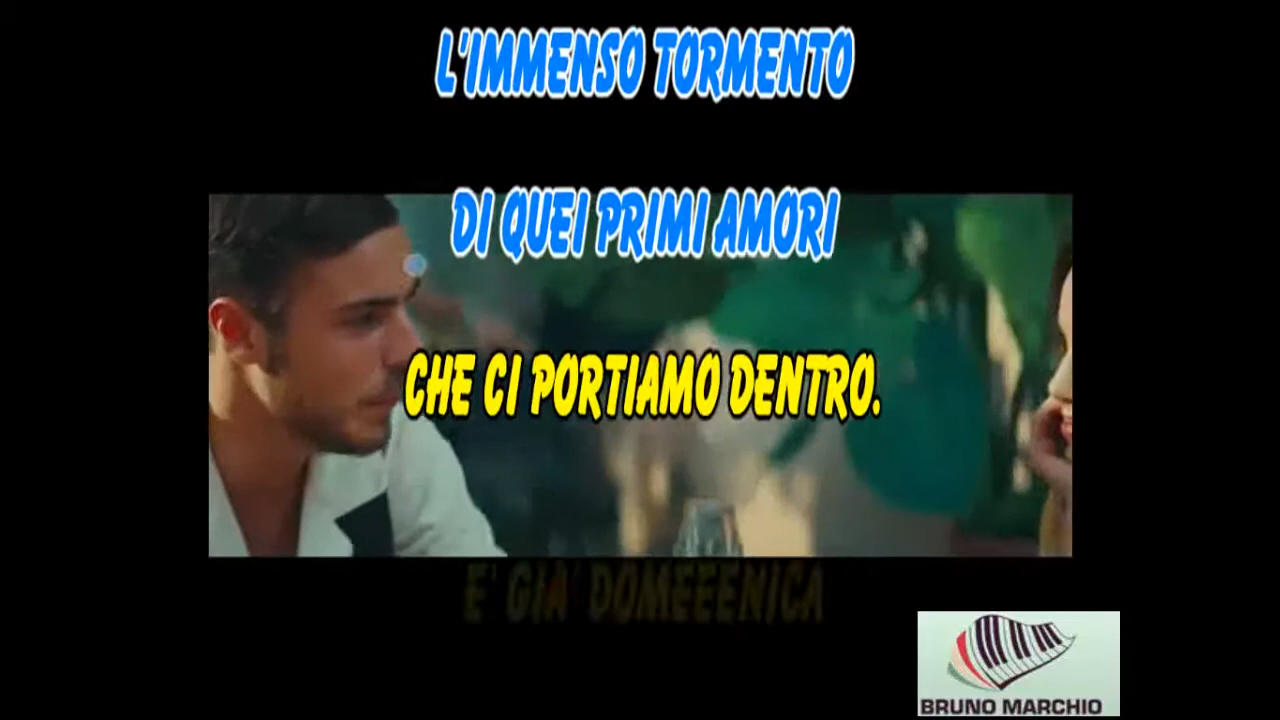 L'IMMENSO TORMENTO
DI QUEI PRIMI AMORI
CHE CI PORTIAMO DENTRO.
E' GIA' DOMEEENICA
BRUNO MARCHIO